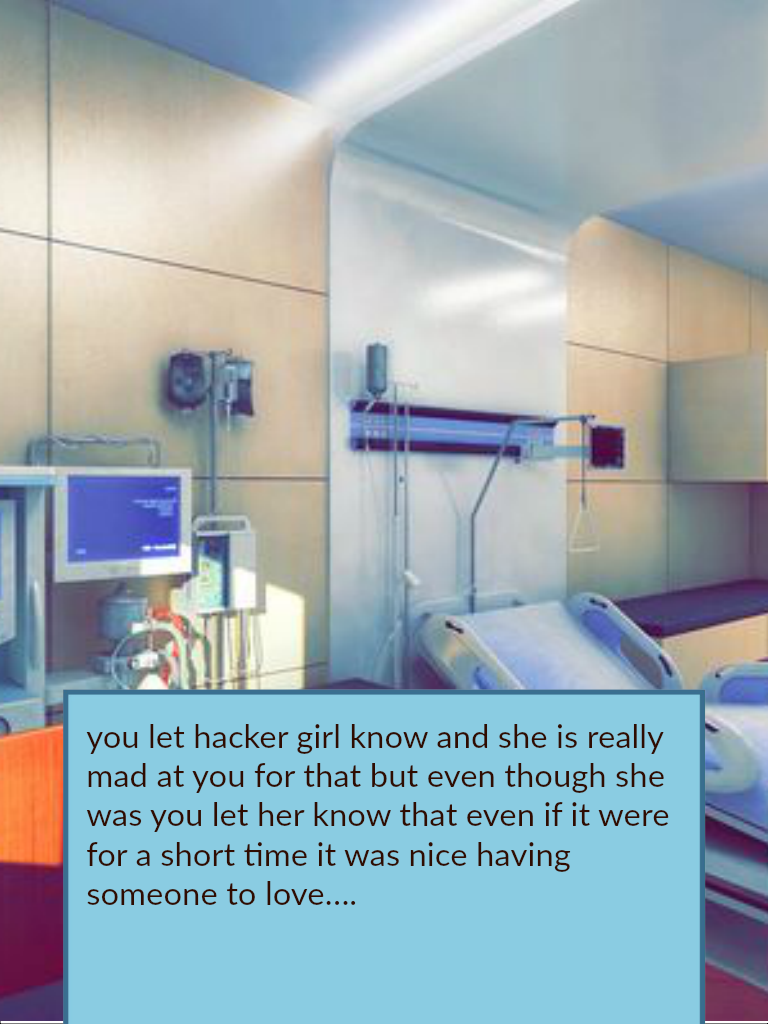 you let hacker girl know and she is really
mad at you for that but even though she
was you let her know that even if it were
for a short time it was nice having
someone to love....